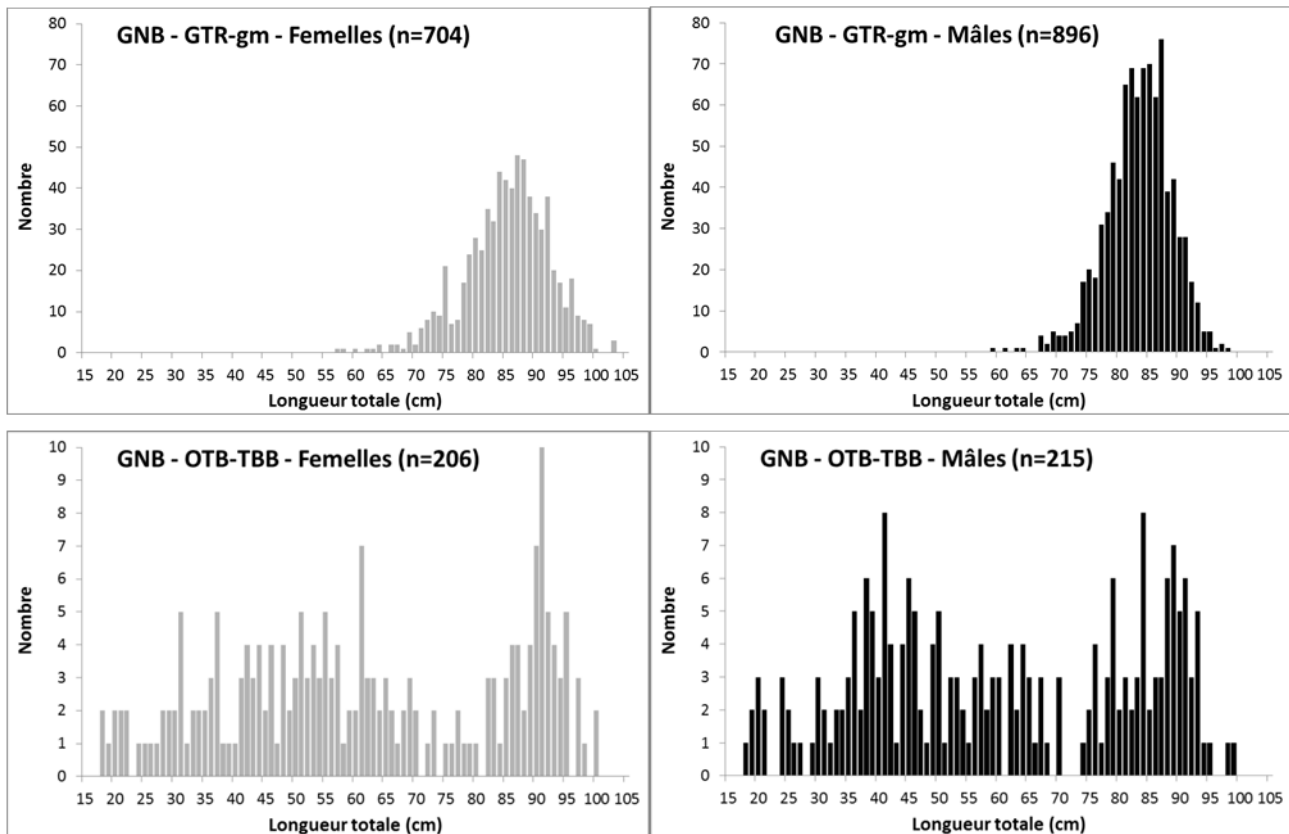 GNB - GTR-gm - Femelles (n=704)
Nombre
80
70
60
50
40
30
20
10
0
15 20 25 30 35 40 45 50 55 60 65 70 75 80 85 90 95 100 105
Longueur totale (cm)
GNB - GTR-gm - Mâles (n=896)
Nombre
80
70
60
50
40
30
20
10
0
15 20 25 30 35 40 45 50 55 60 65 70 75 80 85 90 95 100 105
Longueur totale (cm)
GNB - OTB-TBB - Femelles (n=206)
Nombre
10
9
8
7
6
5
4
3
2
1
0
15 20 25 30 35 40 45 50 55 60 65 70 75 80 85 90 95 100 105
Longueur totale (cm)
GNB - OTB-TBB - Mâles (n=215)
Nombre
10
9
8
7
6
5
4
3
2
1
0
15 20 25 30 35 40 45 50 55 60 65 70 75 80 85 90 95 100 105
Longueur totale (cm)